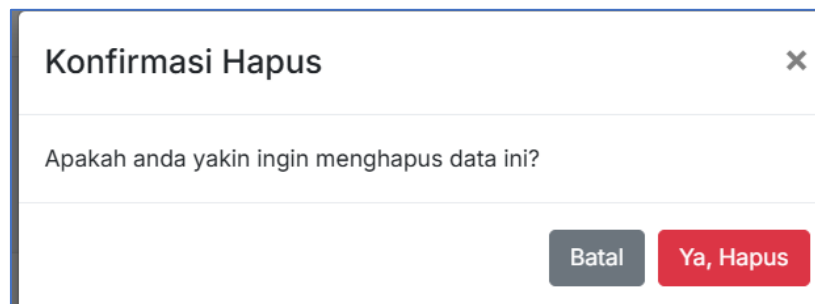 Konfirmasi Hapus ×
Apakah anda yakin ingin menghapus data ini?
Batal Ya, Hapus